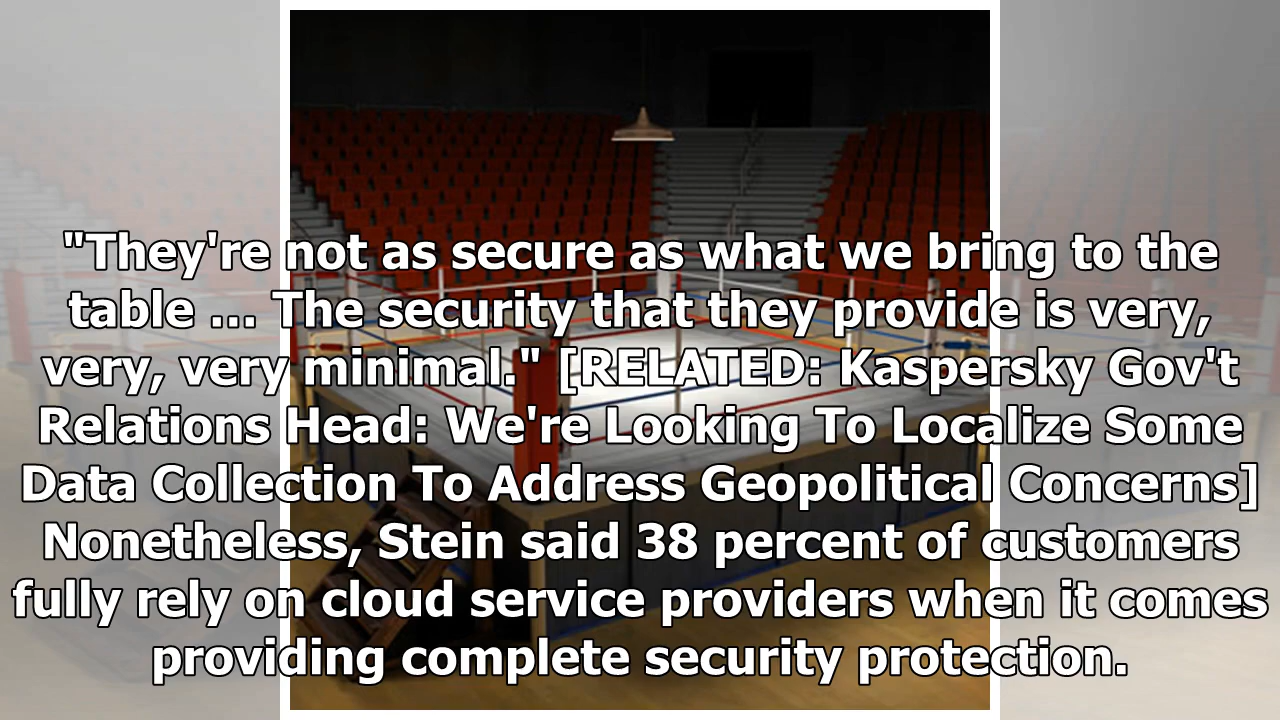 "They're not as secure as what we bring to the
table ... The security that they provide is very,
very, very minimal." [RELATED: Kaspersky Gov't
Relations Head: We're Looking To Localize Some
Data Collection To Address Geopolitical Concerns]
Nonetheless, Stein said 38 percent of customers
fully rely on cloud service providers when it comes
providing complete security protection.